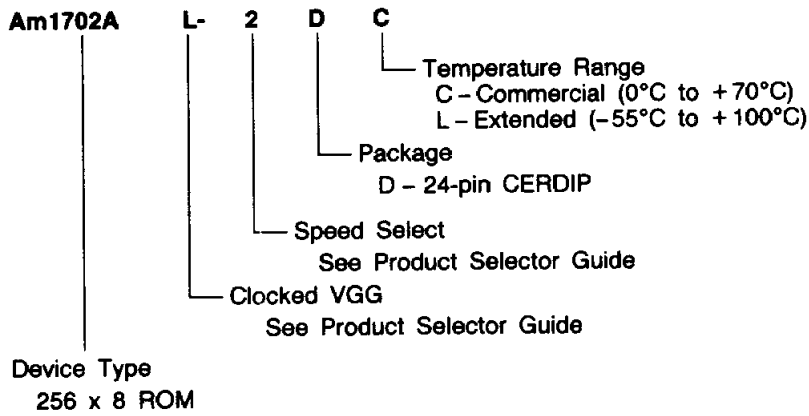 Am1702A L- 2 D C
Temperature Range
C – Commercial (0°C to +70°C)
L – Extended (–55°C to +100°C)
Package
D – 24-pin CERDIP
Speed Select
See Product Selector Guide
Clocked VGG
See Product Selector Guide
Device Type
256 x 8 ROM